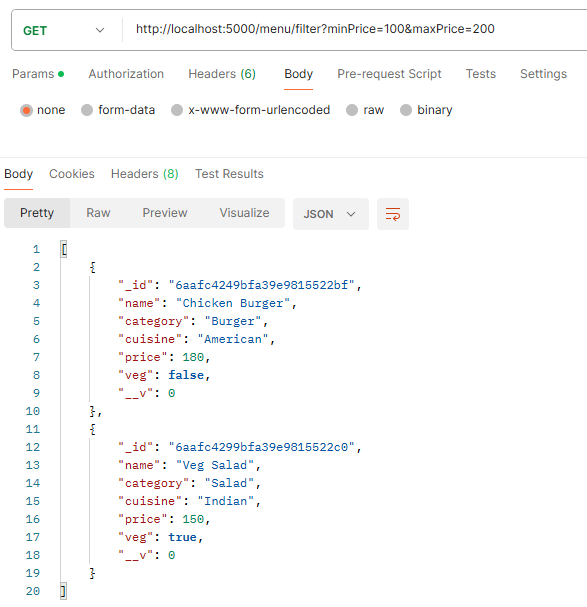 GET http://localhost:5000/menu/filter?minPrice=100&maxPrice=200
Params Authorization Headers (6) Body Pre-request Script Tests Settings
none form-data x-www-form-urlencoded raw binary
Body Cookies Headers (8) Test Results
Pretty Raw Preview Visualize JSON
1 [
2 {
3 "_id": "6aafc4249bfa39e9815522bf",
4 "name": "Chicken Burger",
5 "category": "Burger",
6 "cuisine": "American",
7 "price": 180,
8 "veg": false,
9 "__v": 0
10 },
11 {
12 "_id": "6aafc4299bfa39e9815522c0",
13 "name": "Veg Salad",
14 "category": "Salad",
15 "cuisine": "Indian",
16 "price": 150,
17 "veg": true,
18 "__v": 0
19 }
20 ]